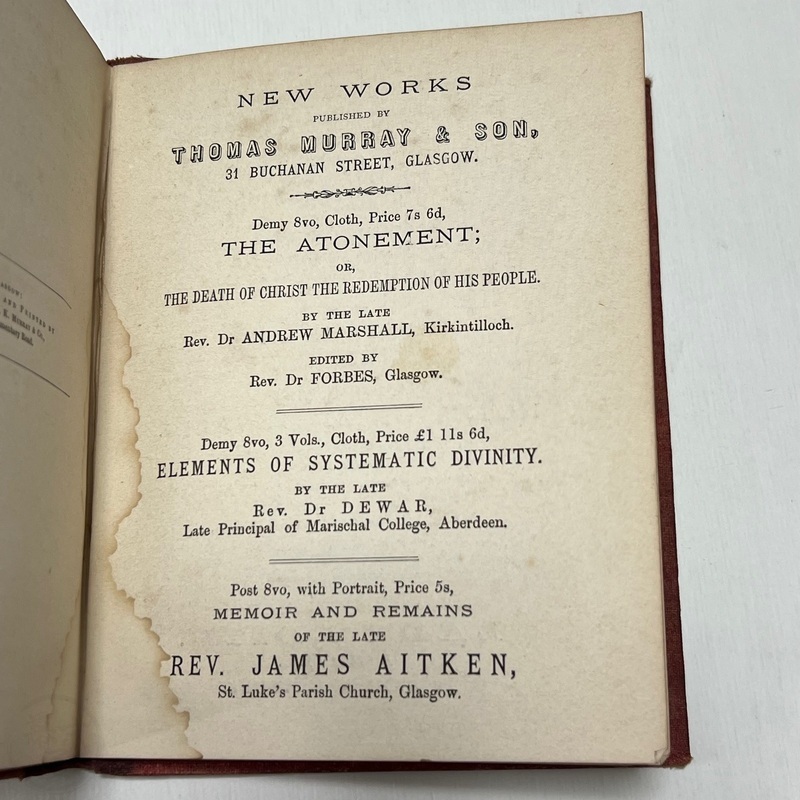 AND PRINTED BY
NEW WORKS
PUBLISHED BY
THOMAS MURRAY & SON,
31 BUCHANAN STREET, GLASGOW.
Demy 8vo, Cloth, Price 7s 6d,
THE ATONEMENT;
OR,
THE DEATH OF CHRIST THE REDEMPTION OF HIS PEOPLE.
BY THE LATE
Rev. Dr ANDREW MARSHALL, Kirkintilloch.
EDITED BY
Rev. Dr FORBES, Glasgow.
Demy 8vo, 3 Vols., Cloth, Price £1 11s 6d,
ELEMENTS OF SYSTEMATIC DIVINITY.
BY THE LATE
Rev. Dr DEWAR,
Late Principal of Marischal College, Aberdeen.
Post 8vo, with Portrait, Price 5s,
MEMOIR AND REMAINS
OF THE LATE
REV. JAMES AITKEN,
St. Luke's Parish Church, Glasgow.